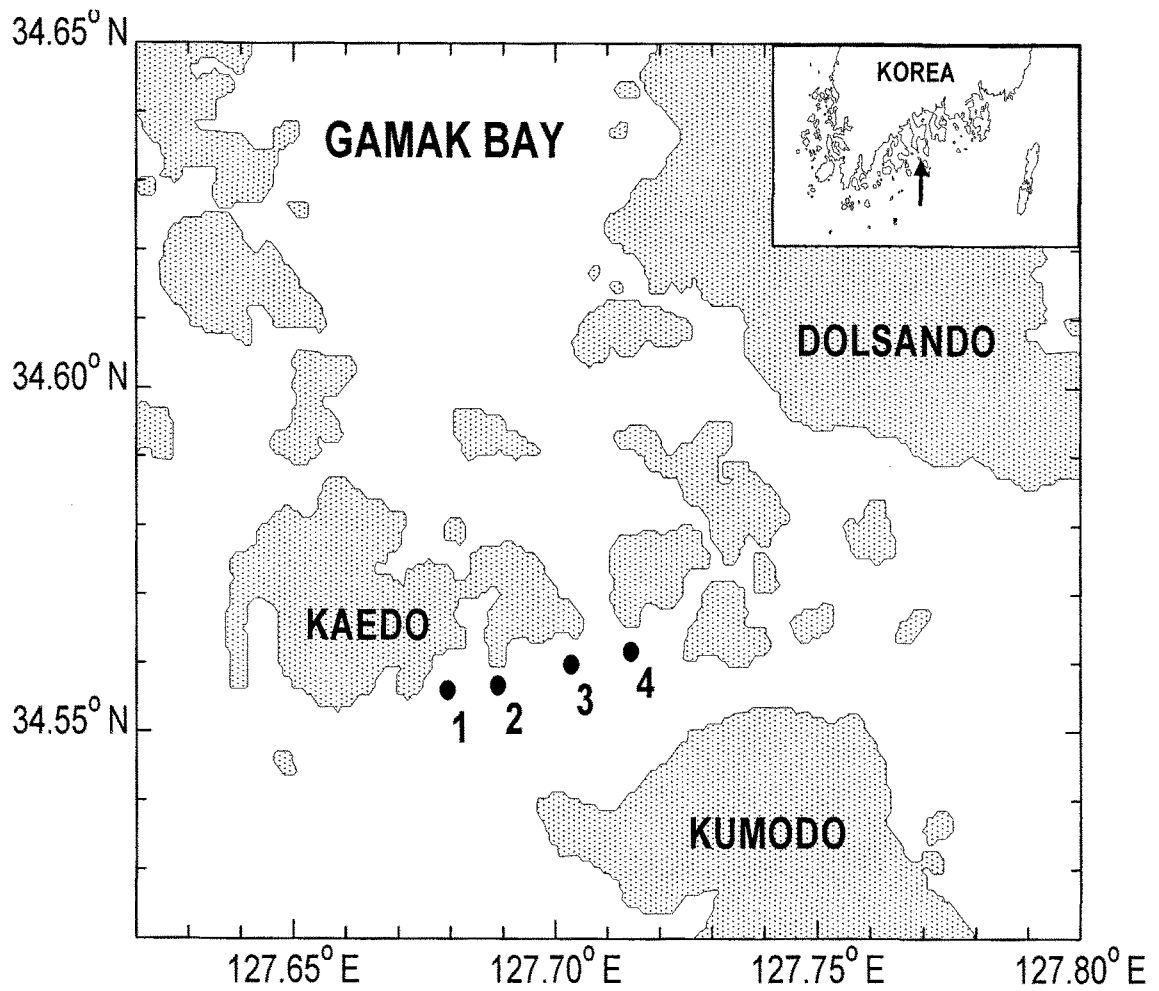 34.65° N
KOREA
GAMAK BAY
DOLSANDO
34.60° N
KAEDO
1
2
3
4
34.55° N
KUMODO
127.65° E
127.70° E
127.75° E
127.80° E